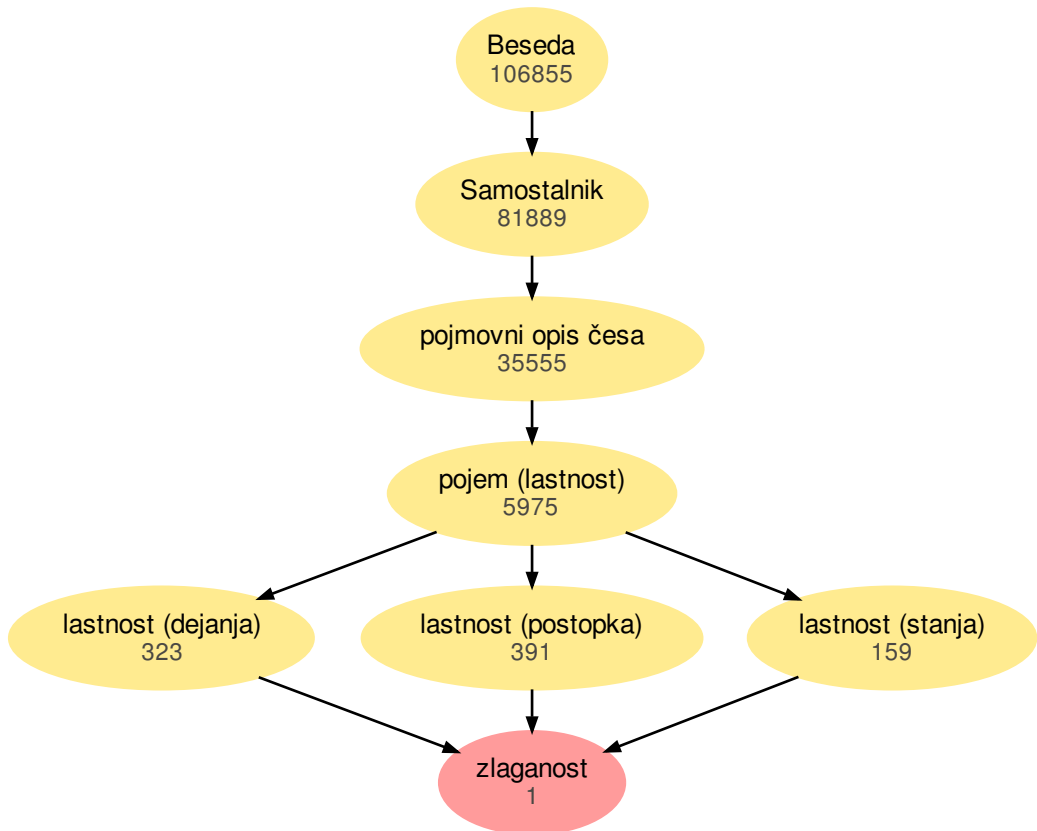 Beseda
106855
Samostalnik
81889
pojmovni opis česa
35555
pojem (lastnost)
5975
lastnost (dejanja)
323
lastnost (postopka)
391
lastnost (stanja)
159
zlaganost
1